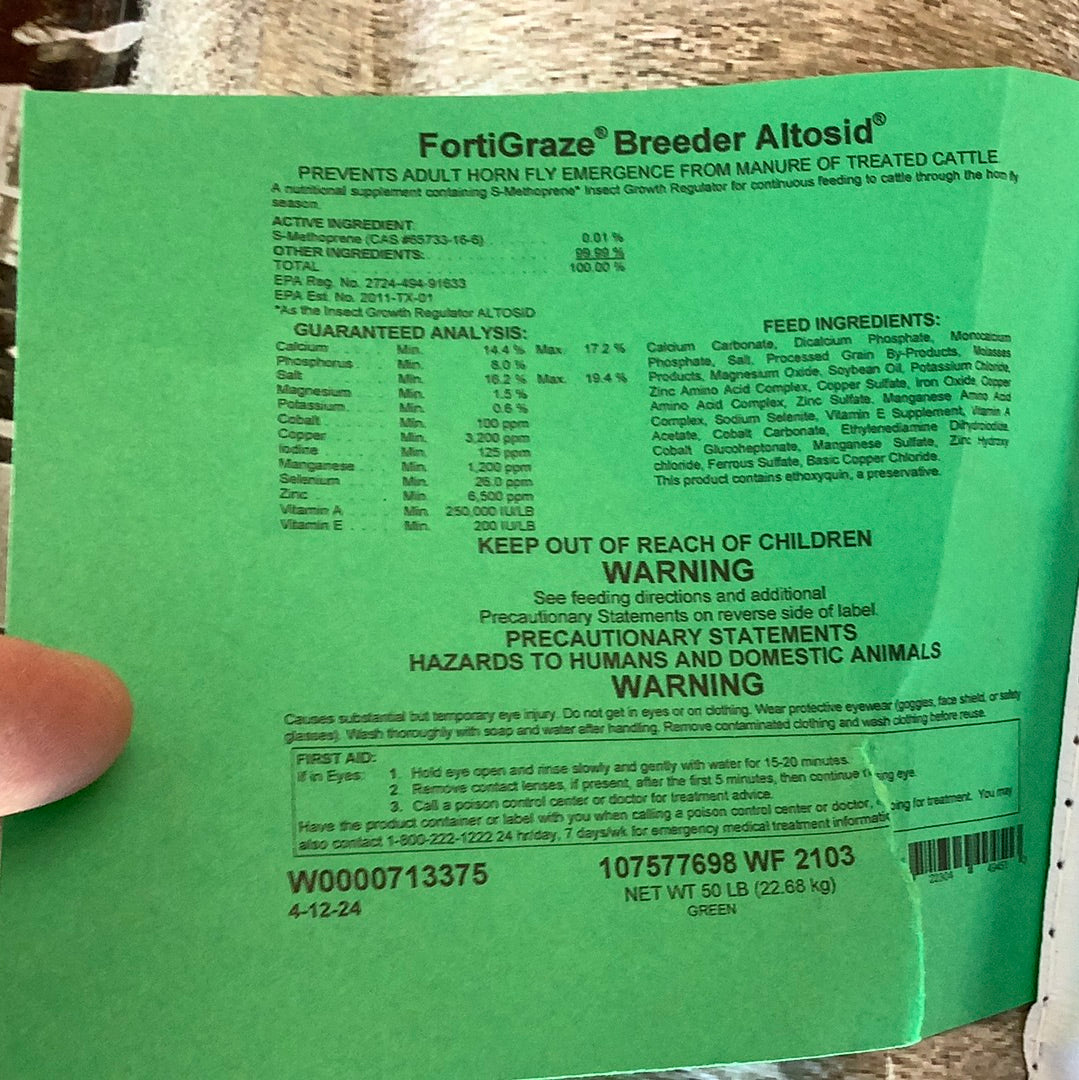 FortiGraze® Breeder Altosid®
PREVENTS ADULT HORN FLY EMERGENCE FROM MANURE OF TREATED CATTLE
A nutritional supplement containing S-Methoprene* Insect Growth Regulator for continuous feeding to cattle through the horn fly
season.
ACTIVE INGREDIENT:
S-Methoprene (CAS #65733-16-6) 0.01 %
OTHER INGREDIENTS: 99.99 %
TOTAL 100.00 %
EPA Reg. No. 2724-494-91633
EPA Est. No. 2011-TX-01
*As the Insect Growth Regulator ALTOSID
GUARANTEED ANALYSIS:
Calcium Min. 14.4 % Max. 17.2 %
Phosphorus Min. 8.0 %
Salt Min. 16.2 % Max. 19.4 %
Magnesium Min. 1.5 %
Potassium Min. 0.6 %
Cobalt Min. 100 ppm
Copper Min. 3,200 ppm
Iodine Min. 125 ppm
Manganese Min. 1,200 ppm
Selenium Min. 26.0 ppm
Zinc Min. 6,500 ppm
Vitamin A Min. 250,000 IU/LB
Vitamin E Min. 200 IU/LB
FEED INGREDIENTS:
Calcium Carbonate, Dicalcium Phosphate, Monocalcium
Phosphate, Salt, Processed Grain By-Products, Molasses
Products, Magnesium Oxide, Soybean Oil, Potassium Chloride,
Zinc Amino Acid Complex, Copper Sulfate, Iron Oxide, Copper
Amino Acid Complex, Zinc Sulfate, Manganese Amino Acid
Complex, Sodium Selenite, Vitamin E Supplement, Vitamin A
Acetate, Cobalt Carbonate, Ethylenediamine Dihydroiodide,
Cobalt Glucoheptonate, Manganese Sulfate, Zinc Hydroxy
chloride, Ferrous Sulfate, Basic Copper Chloride.
This product contains ethoxyquin, a preservative.
KEEP OUT OF REACH OF CHILDREN
WARNING
See feeding directions and additional
Precautionary Statements on reverse side of label.
PRECAUTIONARY STATEMENTS
HAZARDS TO HUMANS AND DOMESTIC ANIMALS
WARNING
Causes substantial but temporary eye injury. Do not get in eyes or on clothing. Wear protective eyewear (goggles, face shield, or safety
glasses). Wash thoroughly with soap and water after handling. Remove contaminated clothing and wash clothing before reuse.
FIRST AID:
If in Eyes: 1. Hold eye open and rinse slowly and gently with water for 15-20 minutes.
2. Remove contact lenses, if present, after the first 5 minutes, then continue eye.
3. Call a poison control center or doctor for treatment advice.
Have the product container or label with you when calling a poison control center or doctor, for treatment. You may
also contact 1-800-222-1222 24 hr/day, 7 days/wk for emergency medical treatment
W0000713375
4-12-24
107577698 WF 2103
NET WT 50 LB (22.68 kg)
GREEN